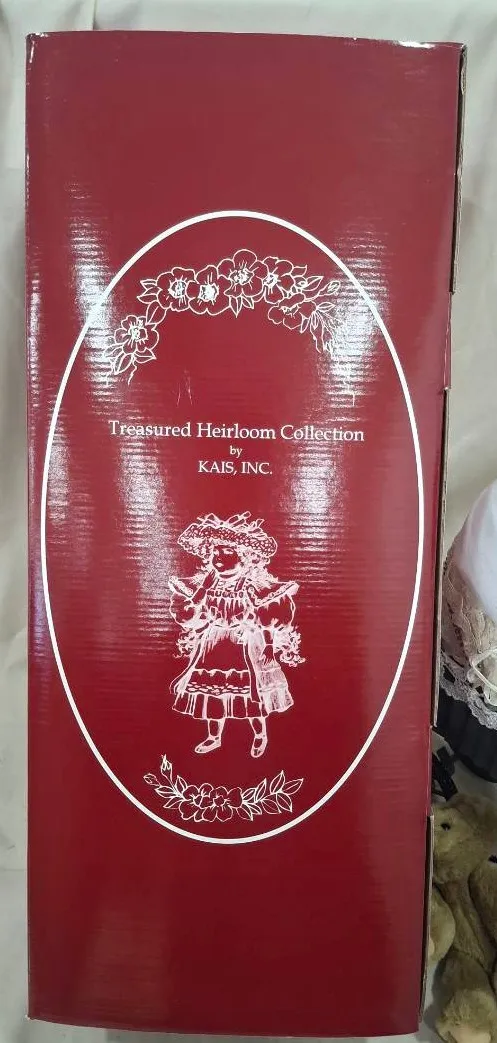 Treasured Heirloom Collection
by
KAIS, INC.